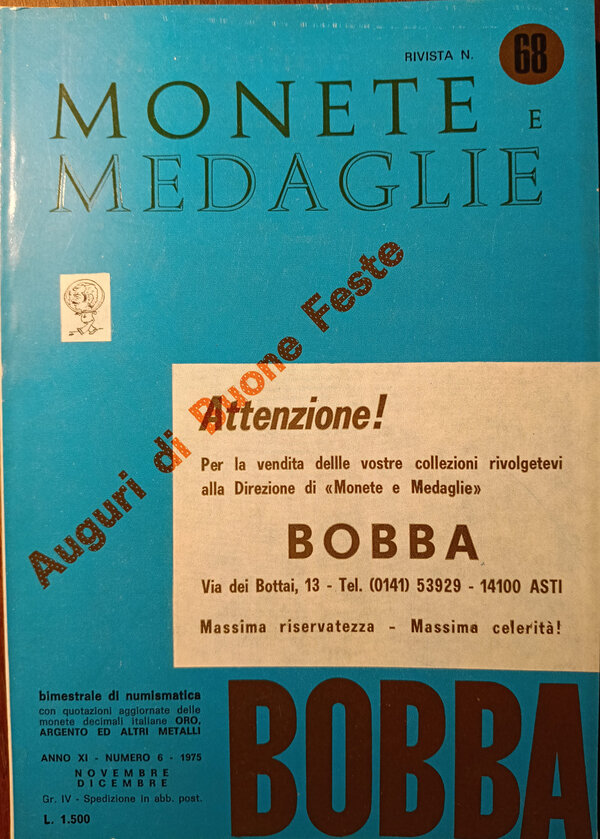 RIVISTA N. 68
MONETE E
MEDAGLIE
Auguri di Buone Feste
Attenzione!
Per la vendita dellle vostre collezioni rivolgetevi
alla Direzione di «Monete e Medaglie»
BOBBA
Via dei Bottai, 13 - Tel. (0141) 53929 - 14100 ASTI
Massima riservatezza - Massima celerità!
bimestrale di numismatica
con quotazioni aggiornate delle
monete decimali italiane ORO,
ARGENTO ED ALTRI METALLI
ANNO XI - NUMERO 6 - 1975
NOVEMBRE
DICEMBRE
Gr. IV - Spedizione in abb. post.
L. 1.500
BOBBA